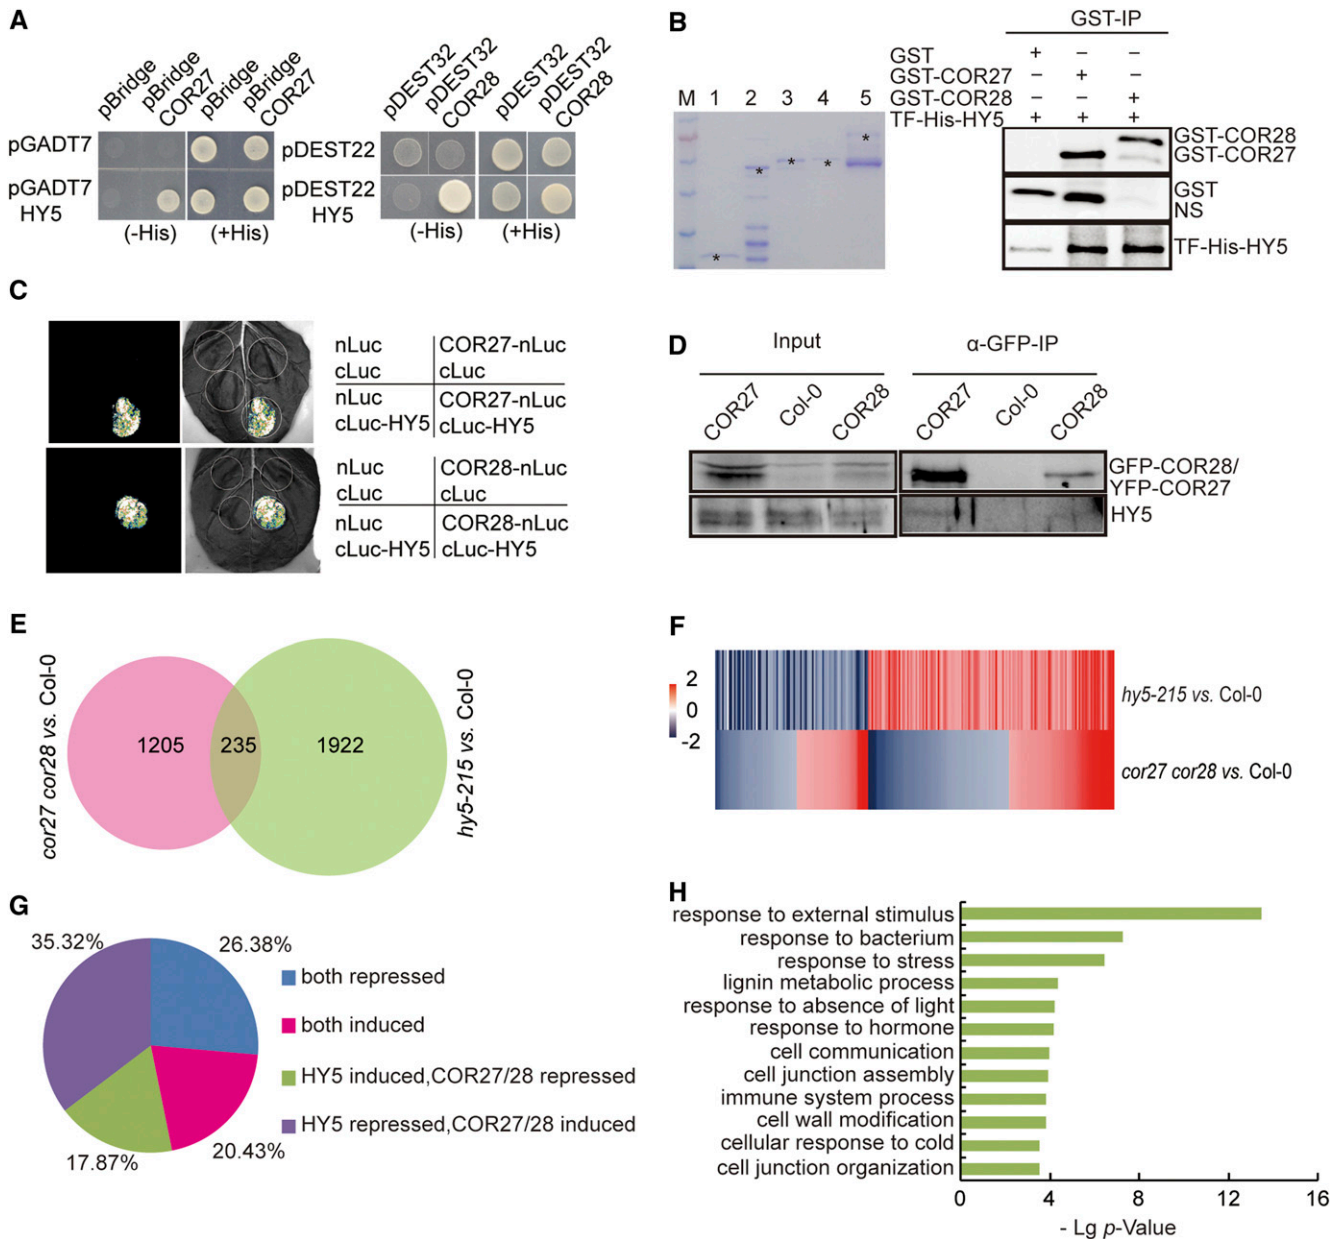 A
pBridge
pBridge
COR27
pBridge
pBridge
COR27
pGADT7
pGADT7
HY5
(-His)
(+His)
pDEST32
pDEST32
COR28
pDEST32
pDEST32
COR28
pDEST22
pDEST22
HY5
(-His)
(+His)
B
M 1 2 3 4 5
* * * * *
GST-IP
GST + – –
GST-COR27 – + –
GST-COR28 – – +
TF-His-HY5 + + +
GST-COR28
GST-COR27
GST
NS
TF-His-HY5
C
nLuc COR27-nLuc
cLuc cLuc
nLuc COR27-nLuc
cLuc-HY5 cLuc-HY5
nLuc COR28-nLuc
cLuc cLuc
nLuc COR28-nLuc
cLuc-HY5 cLuc-HY5
D
Input α-GFP-IP
COR27 Col-0 COR28 COR27 Col-0 COR28
GFP-COR28/
YFP-COR27
HY5
E
cor27 cor28 vs. Col-0
1205 235 1922
hy5-215 vs. Col-0
F
2
0
-2
hy5-215 vs. Col-0
cor27 cor28 vs. Col-0
G
35.32%
26.38%
17.87%
20.43%
both repressed
both induced
HY5 induced,COR27/28 repressed
HY5 repressed,COR27/28 induced
H
response to external stimulus
response to bacterium
response to stress
lignin metabolic process
response to absence of light
response to hormone
cell communication
cell junction assembly
immune system process
cell wall modification
cellular response to cold
cell junction organization
0 4 8 12 16
- Lg p-Value